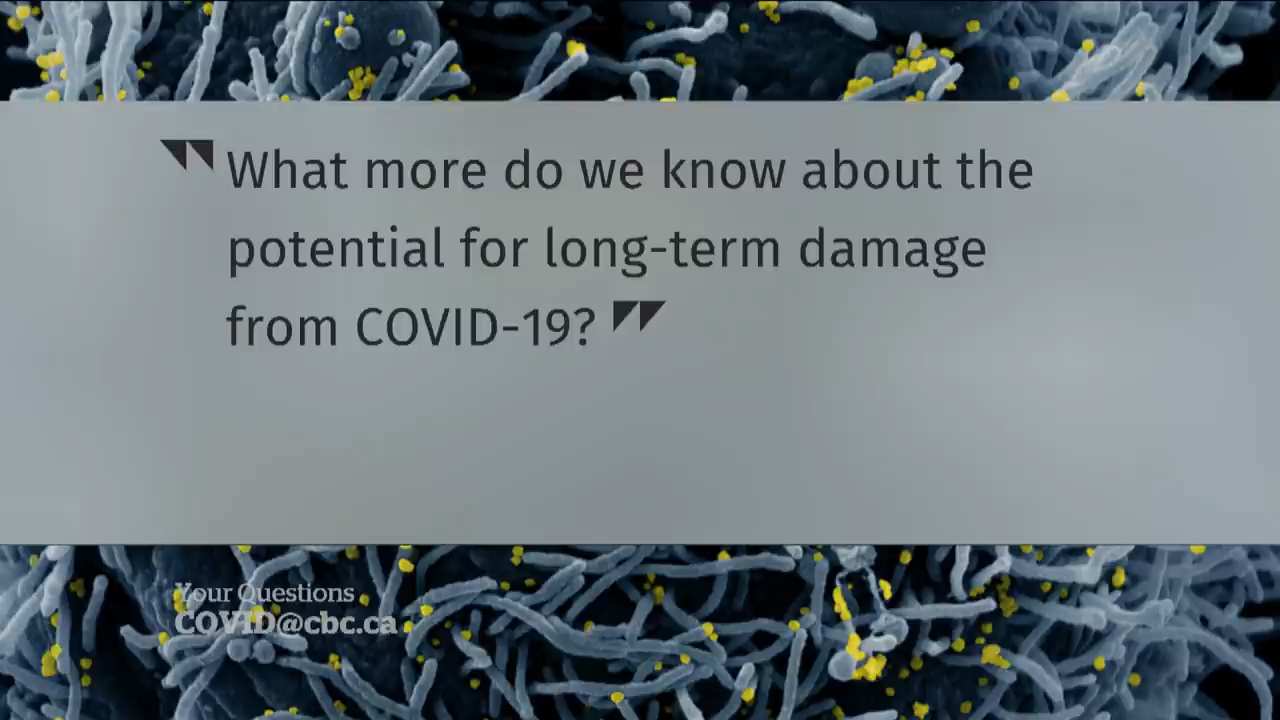 What more do we know about the
potential for long-term damage
from COVID-19?
Your Questions
COVID@cbc.ca